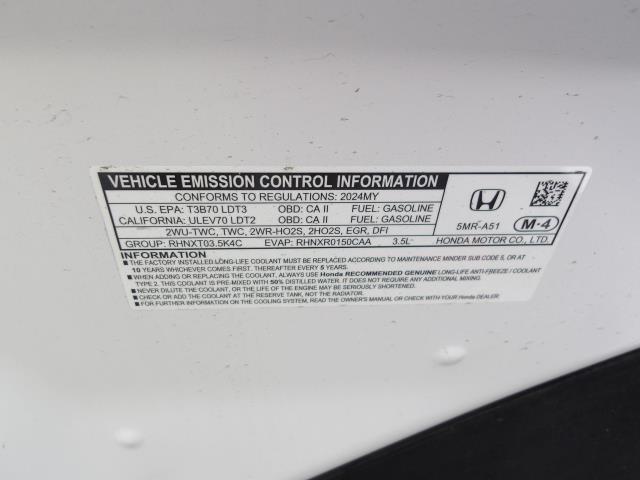 VEHICLE EMISSION CONTROL INFORMATION
CONFORMS TO REGULATIONS: 2024MY
U.S. EPA: T3B70 LDT3 OBD: CA II FUEL: GASOLINE
CALIFORNIA: ULEV70 LDT2 OBD: CA II FUEL: GASOLINE
2WU-TWC, TWC, 2WR-HO2S, 2HO2S, EGR, DFI
GROUP: RHNXT03.5K4C EVAP: RHNXR0150CAA 3.5L
5MR-A51 M-4
HONDA MOTOR CO., LTD.
INFORMATION
■ THE FACTORY INSTALLED LONG-LIFE COOLANT MUST BE REPLACED ACCORDING TO MAINTENANCE MINDER SUB CODE 5, OR AT
10 YEARS WHICHEVER COMES FIRST. THEREAFTER, REPLACE EVERY 5 YEARS OR BY THE MAINTENANCE MINDER INDICATION.
■ WHEN ADDING OR REPLACING THE COOLANT, ALWAYS USE Honda RECOMMENDED GENUINE LONG-LIFE ANTI-FREEZE / COOLANT
TYPE 2. THIS COOLANT IS PRE-MIXED WITH 50% DISTILLED WATER. IT DOES NOT REQUIRE ANY ADDITIONAL MIXING.
■ NEVER DILUTE THE COOLANT, OR THE LIFE OF THE ENGINE MAY BE SERIOUSLY SHORTENED.
■ CHECK OR ADD THE COOLANT AT THE RESERVE TANK, NOT THE RADIATOR.
■ FOR FURTHER INFORMATION ON THE COOLING SYSTEM, READ THE OWNER'S MANUAL OR CHECK WITH YOUR Honda DEALER.